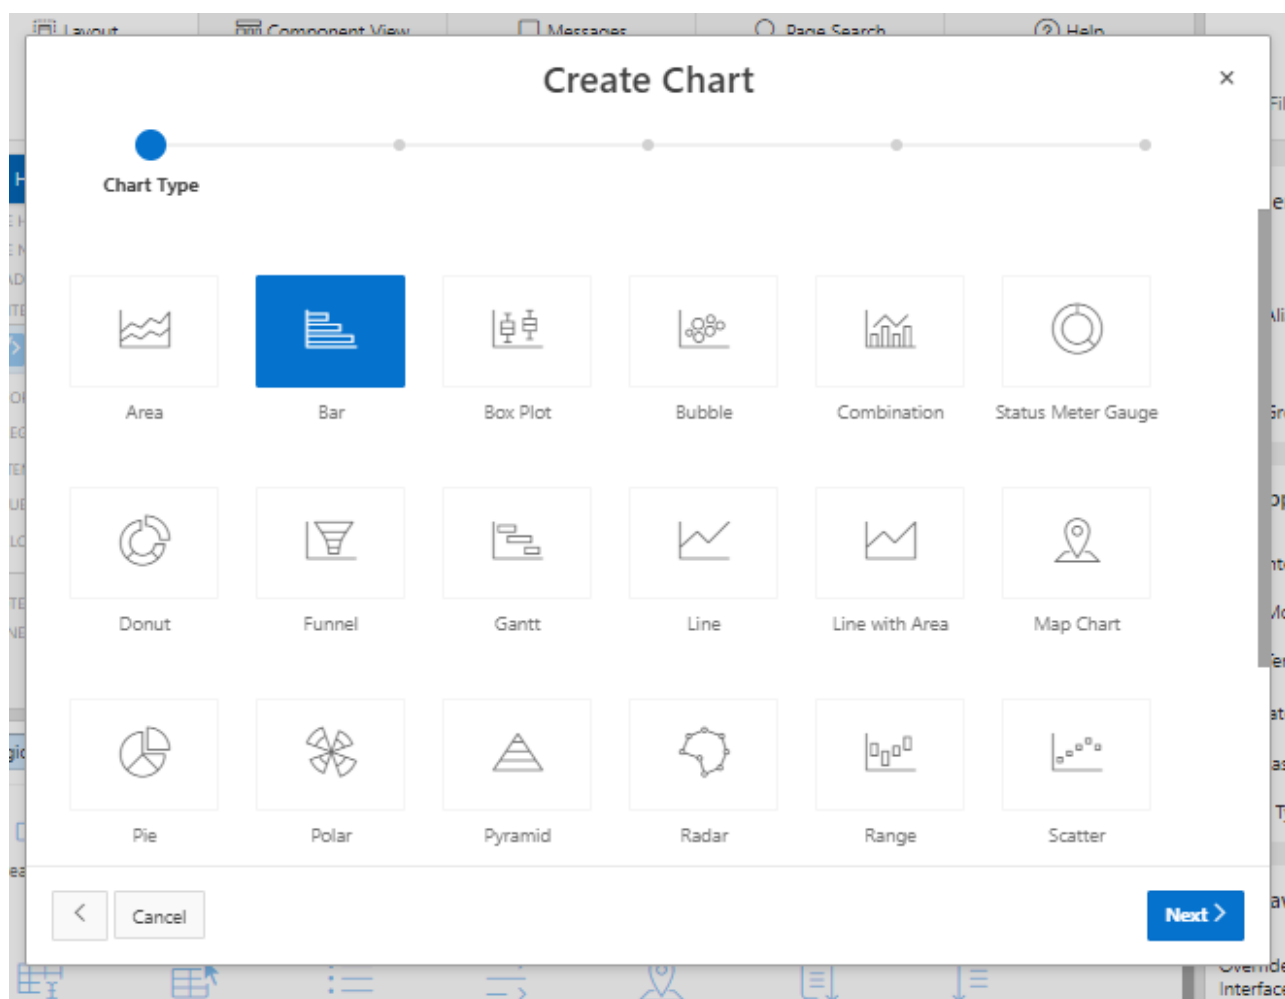 Layout Component View Messages Page Search Help
Create Chart
Chart Type
Area Bar Box Plot Bubble Combination Status Meter Gauge
Donut Funnel Gantt Line Line with Area Map Chart
Pie Polar Pyramid Radar Range Scatter
Cancel Next
Interface